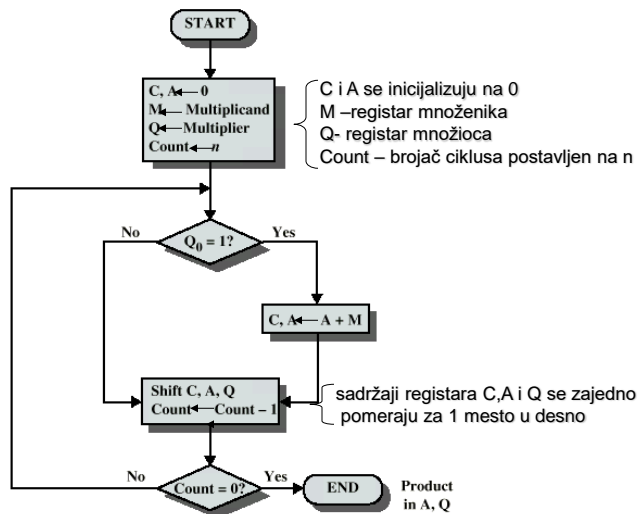 START
C, A ← 0
M ← Multiplicand
Q ← Multiplier
Count ← n
C i A se inicijalizuju na 0
M –registar množenika
Q- registar množioca
Count – brojač ciklusa postavljen na n
No
Yes
Q0 = 1?
C, A ← A + M
Shift C, A, Q
Count ← Count – 1
sadržaji registara C,A i Q se zajedno
pomeraju za 1 mesto u desno
No
Yes
Count = 0?
END
Product
in A, Q